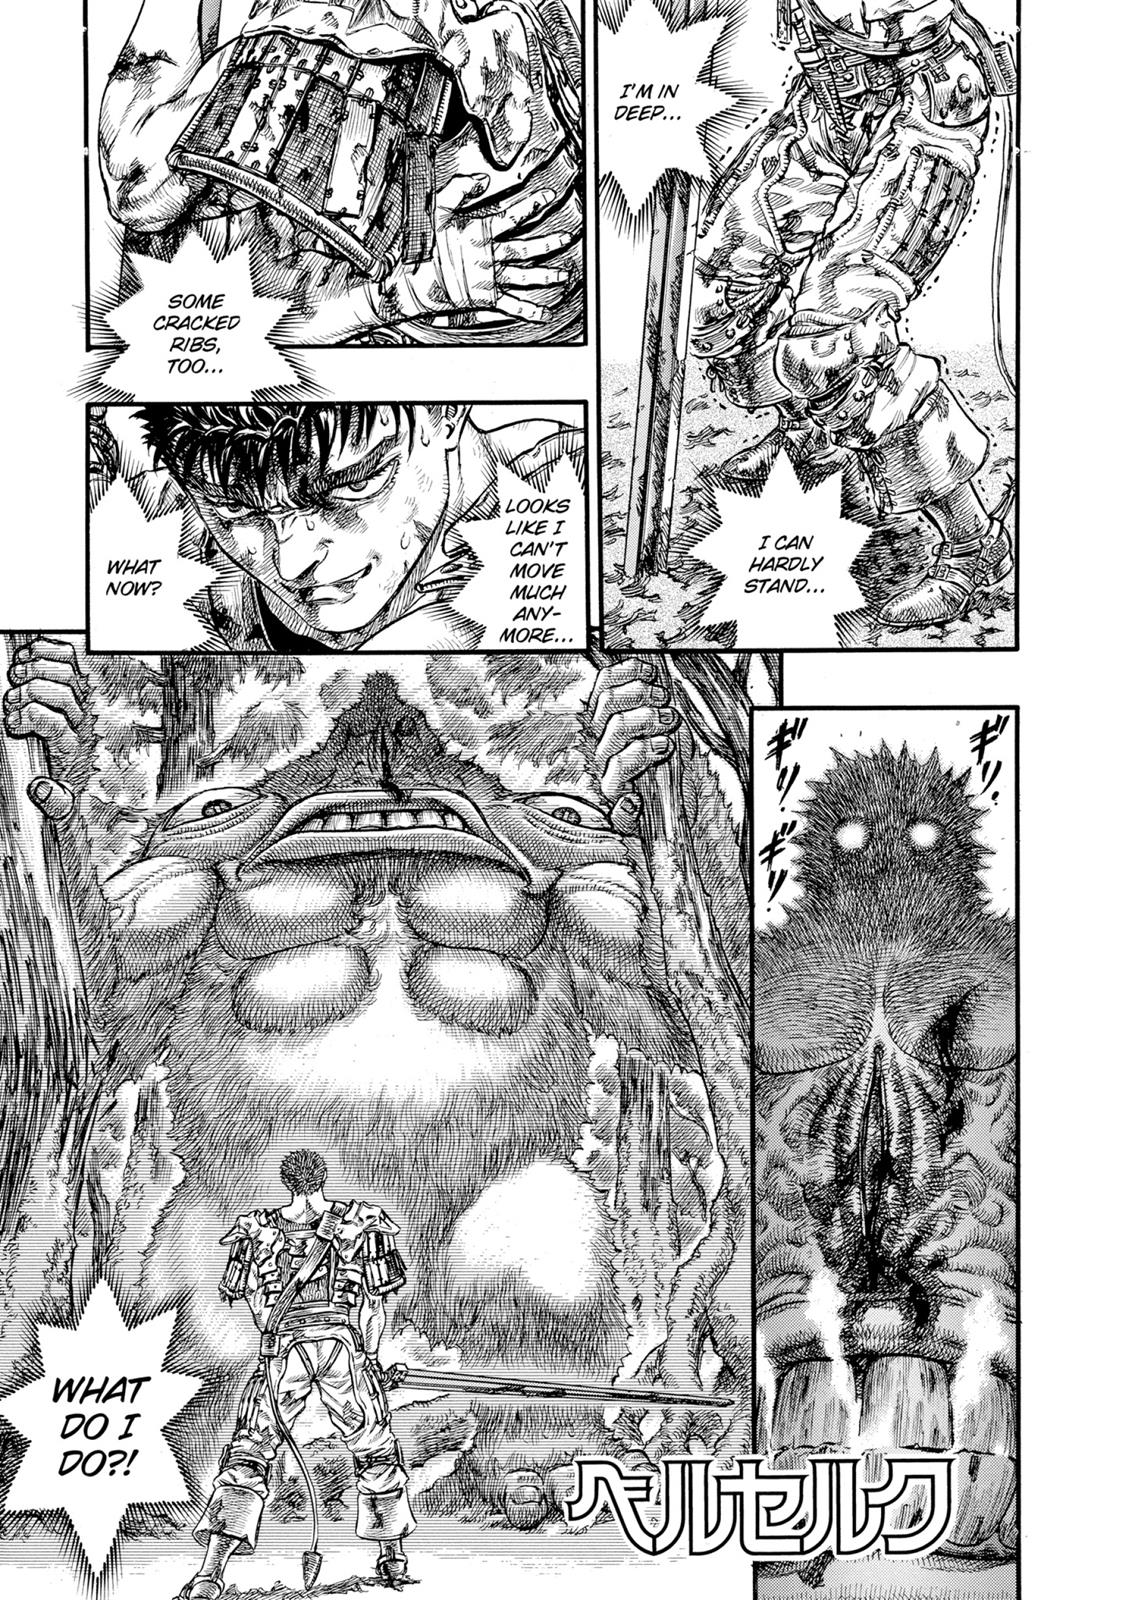 I'M IN
DEEP...
I CAN
HARDLY
STAND...
SOME
CRACKED
RIBS,
TOO...
LOOKS
LIKE I
CAN'T
MOVE
MUCH
ANY-
MORE...
WHAT
NOW?
ギリ
ギリ
ギリ
WHAT
DO I
DO?!
ベルセルク